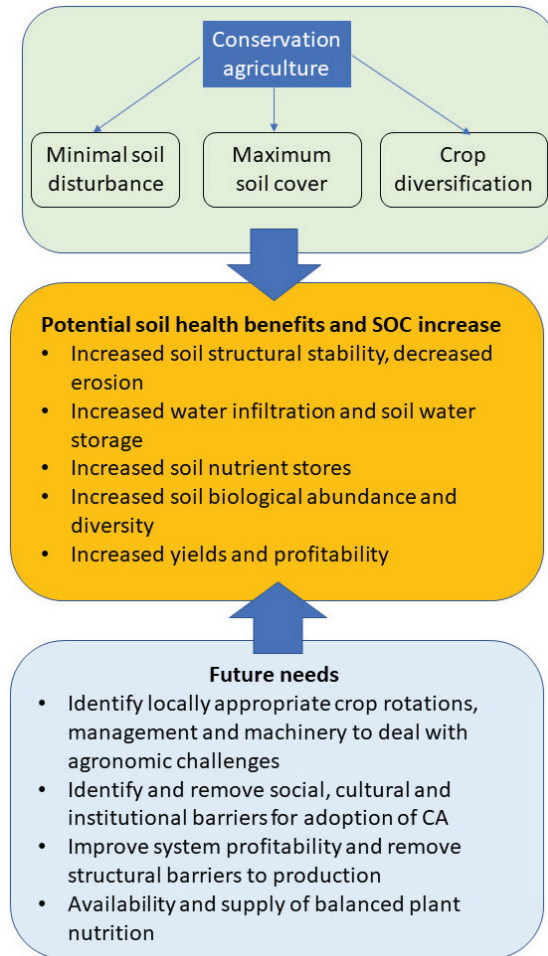 Conservation
agriculture
Minimal soil
disturbance
Maximum
soil cover
Crop
diversification
Potential soil health benefits and SOC increase
• Increased soil structural stability, decreased
erosion
• Increased water infiltration and soil water
storage
• Increased soil nutrient stores
• Increased soil biological abundance and
diversity
• Increased yields and profitability
Future needs
• Identify locally appropriate crop rotations,
management and machinery to deal with
agronomic challenges
• Identify and remove social, cultural and
institutional barriers for adoption of CA
• Improve system profitability and remove
structural barriers to production
• Availability and supply of balanced plant
nutrition